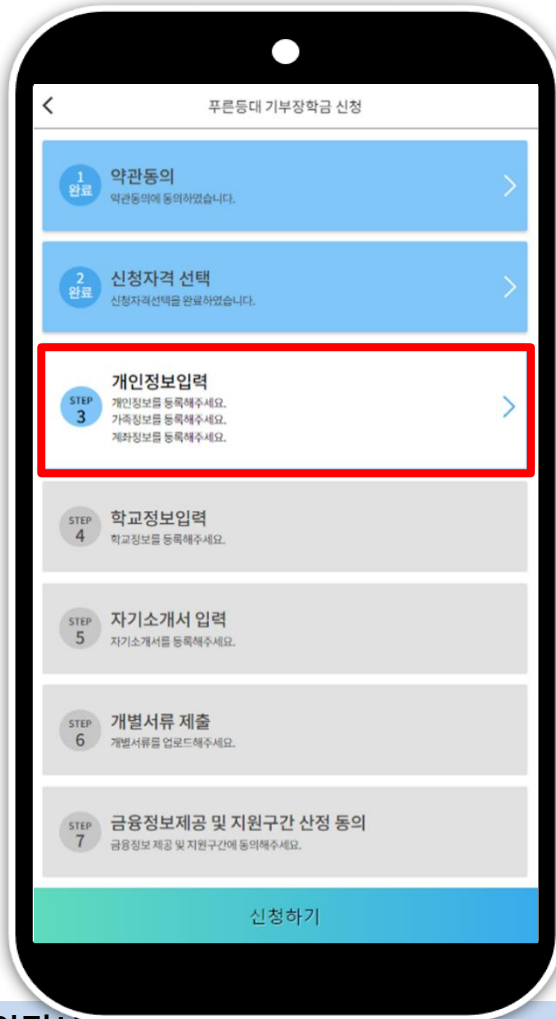 푸른등대 기부장학금 신청
1
완료
약관동의
약관동의에 동의하였습니다.
2
완료
신청자격 선택
신청자격선택을 완료하였습니다.
STEP
3
개인정보입력
개인정보를 등록해주세요.
가족정보를 등록해주세요.
계좌정보를 등록해주세요.
STEP
4
학교정보입력
학교정보를 등록해주세요.
STEP
5
자기소개서 입력
자기소개서를 등록해주세요.
STEP
6
개별서류 제출
개별서류를 업로드해주세요.
STEP
7
금융정보제공 및 지원구간 산정 동의
금융정보 제공 및 지원구간에 동의해주세요.
신청하기